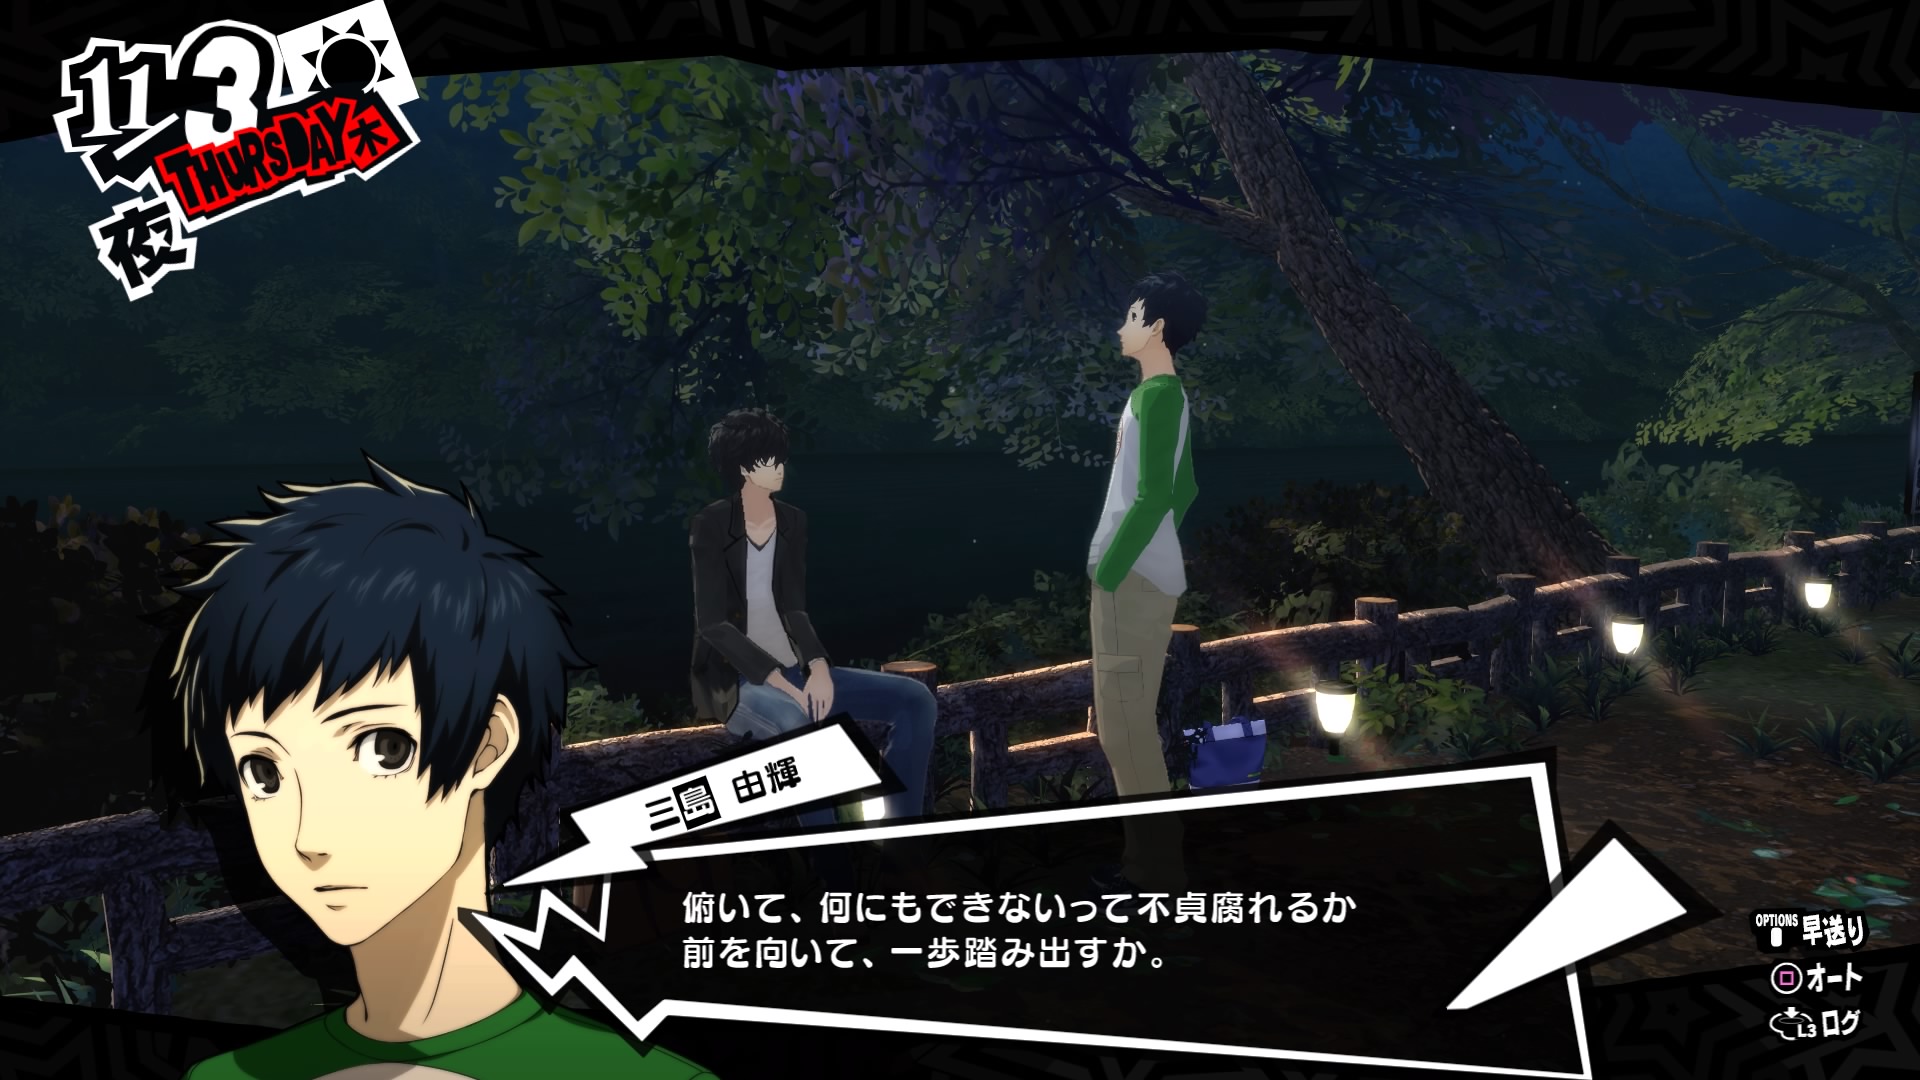 11/3
THURSDAY 木
夜
三島 由輝
俯いて、何にもできないって不貞腐れるか
前を向いて、一歩踏み出すか。
OPTIONS 早送り
オート
L3 ログ